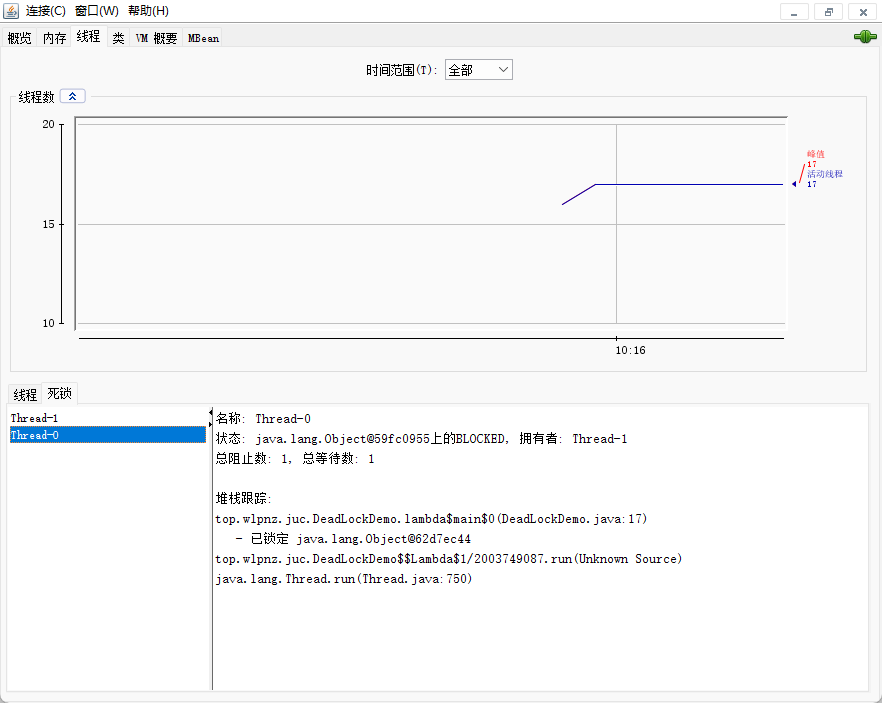 连接(C) 窗口(W) 帮助(H)
概览 内存 线程 类 VM 概要 MBean
时间范围(T): 全部
线程数
20
15
10
峰值
17
活动线程
17
10:16
线程 死锁
Thread-1
Thread-0
名称: Thread-0
状态: java.lang.Object@59fc0955上的BLOCKED, 拥有者: Thread-1
总阻止数: 1, 总等待数: 1
堆栈跟踪:
top.wlpnz.juc.DeadLockDemo.lambda$main$0(DeadLockDemo.java:17)
- 已锁定 java.lang.Object@62d7ec44
top.wlpnz.juc.DeadLockDemo$$Lambda$1/2003749087.run(Unknown Source)
java.lang.Thread.run(Thread.java:750)